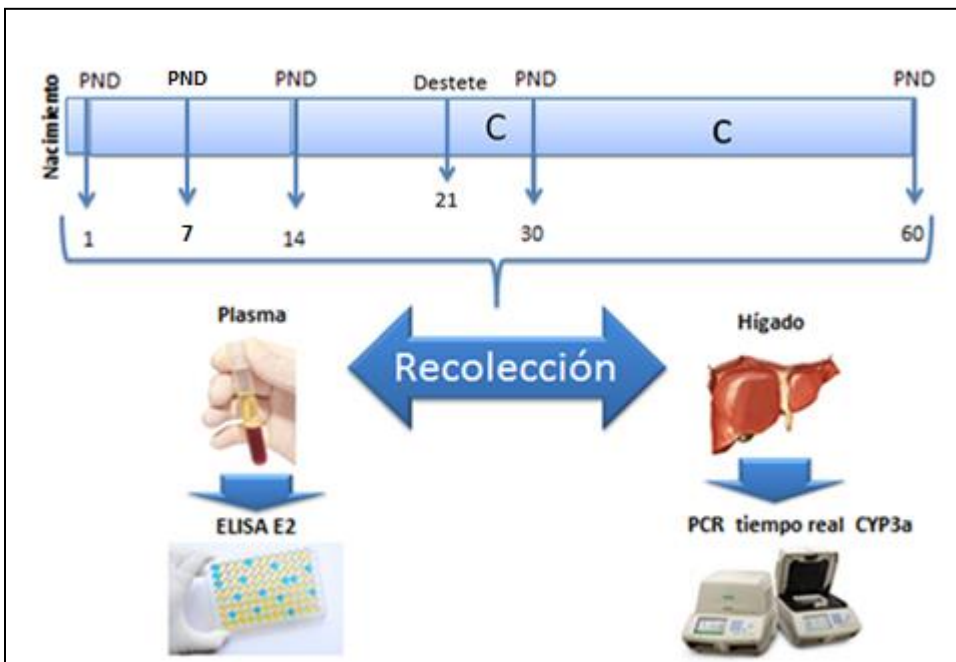 Nacimiento
PND PND PND Destete PND PND
C C
21
1 7 14 30 60
Plasma
Hígado
Recolección
ELISA E2
PCR tiempo real CYP3a